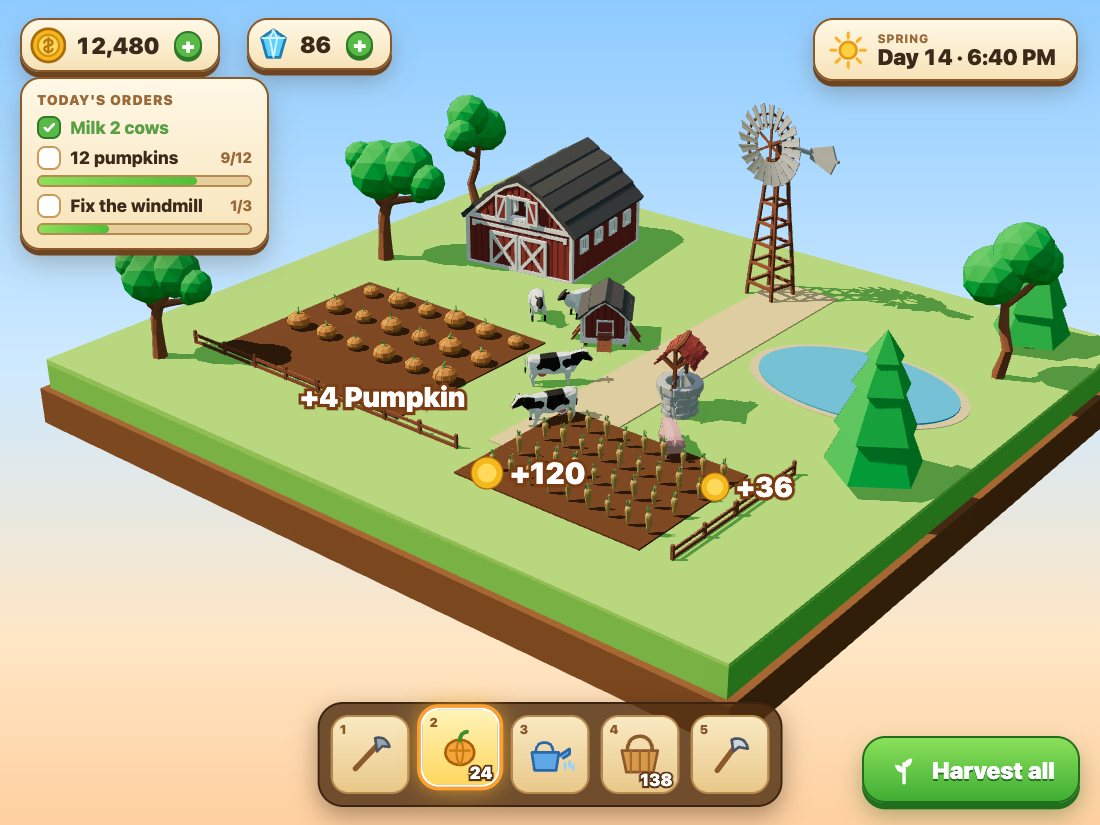 12,480
86
SPRING
Day 14 · 6:40 PM
TODAY'S ORDERS
Milk 2 cows
12 pumpkins 9/12
Fix the windmill 1/3
+4 Pumpkin
+120
+36
1
2
24
3
4
138
5
Harvest all